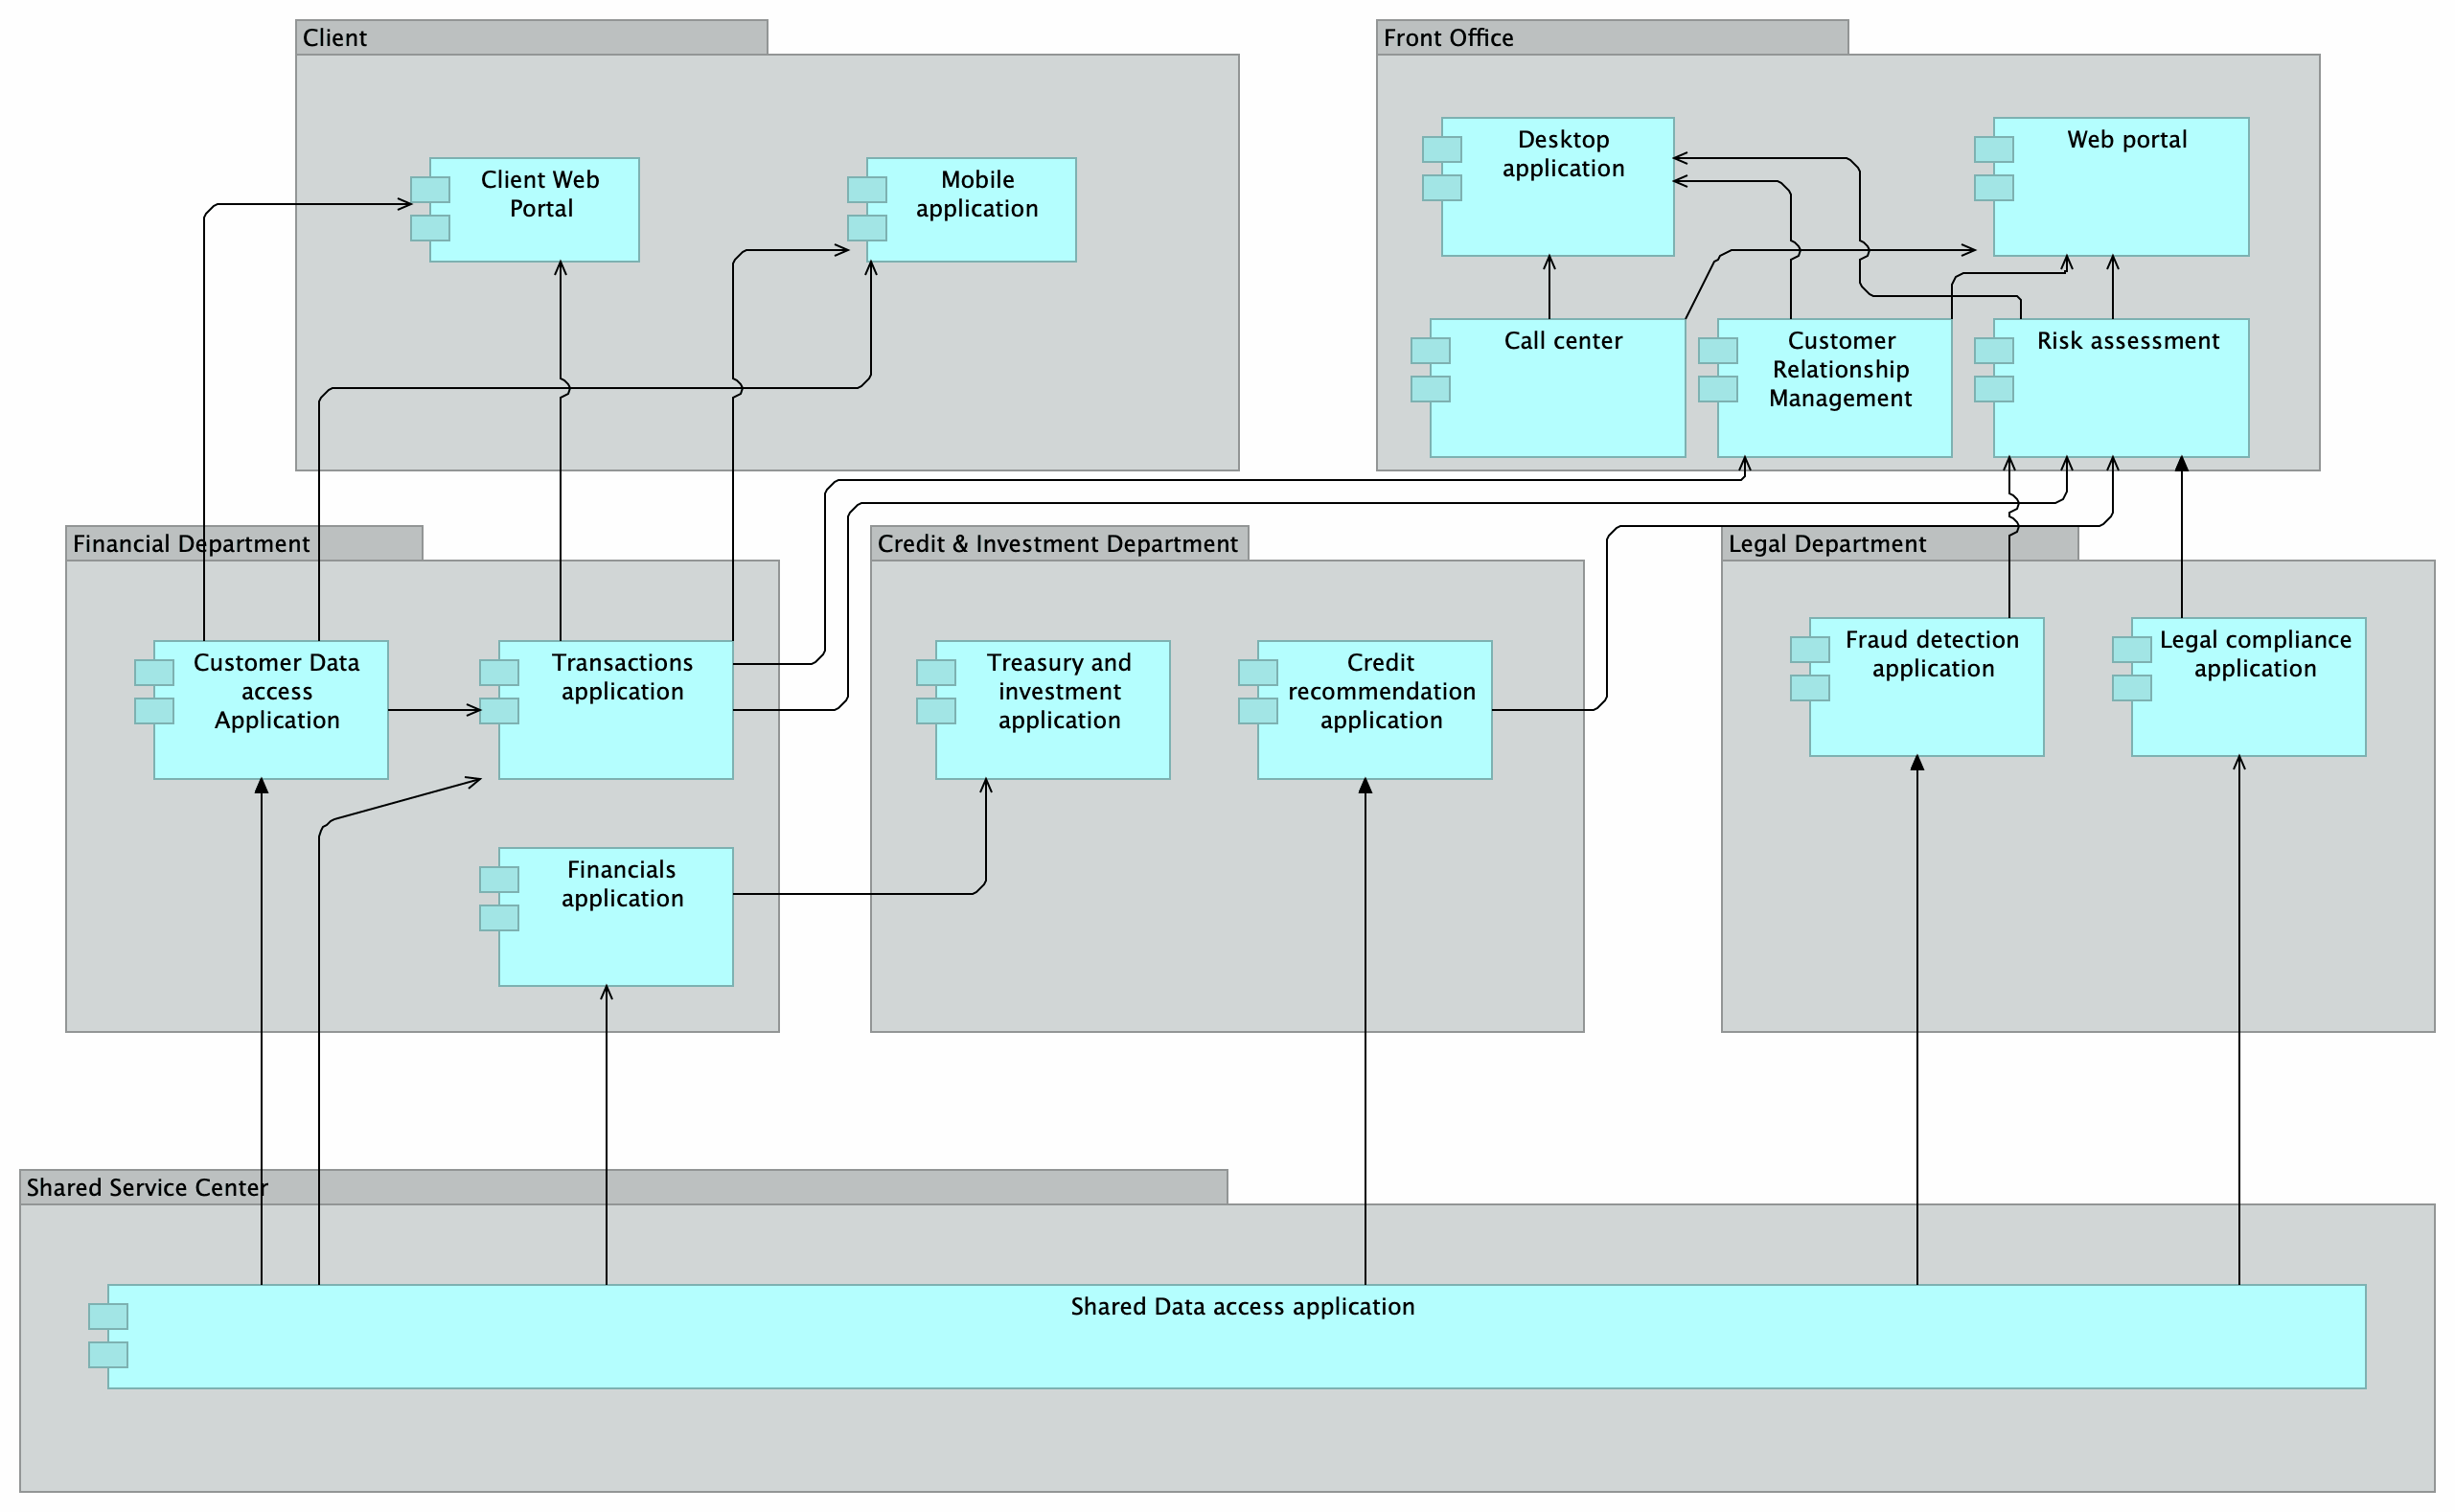 Client
Front Office
Client Web
Portal
Mobile
application
Desktop
application
Web portal
Call center
Customer
Relationship
Management
Risk assessment
Financial Department
Credit & Investment Department
Legal Department
Customer Data
access
Application
Transactions
application
Financials
application
Treasury and
investment
application
Credit
recommendation
application
Fraud detection
application
Legal compliance
application
Shared Service Center
Shared Data access application